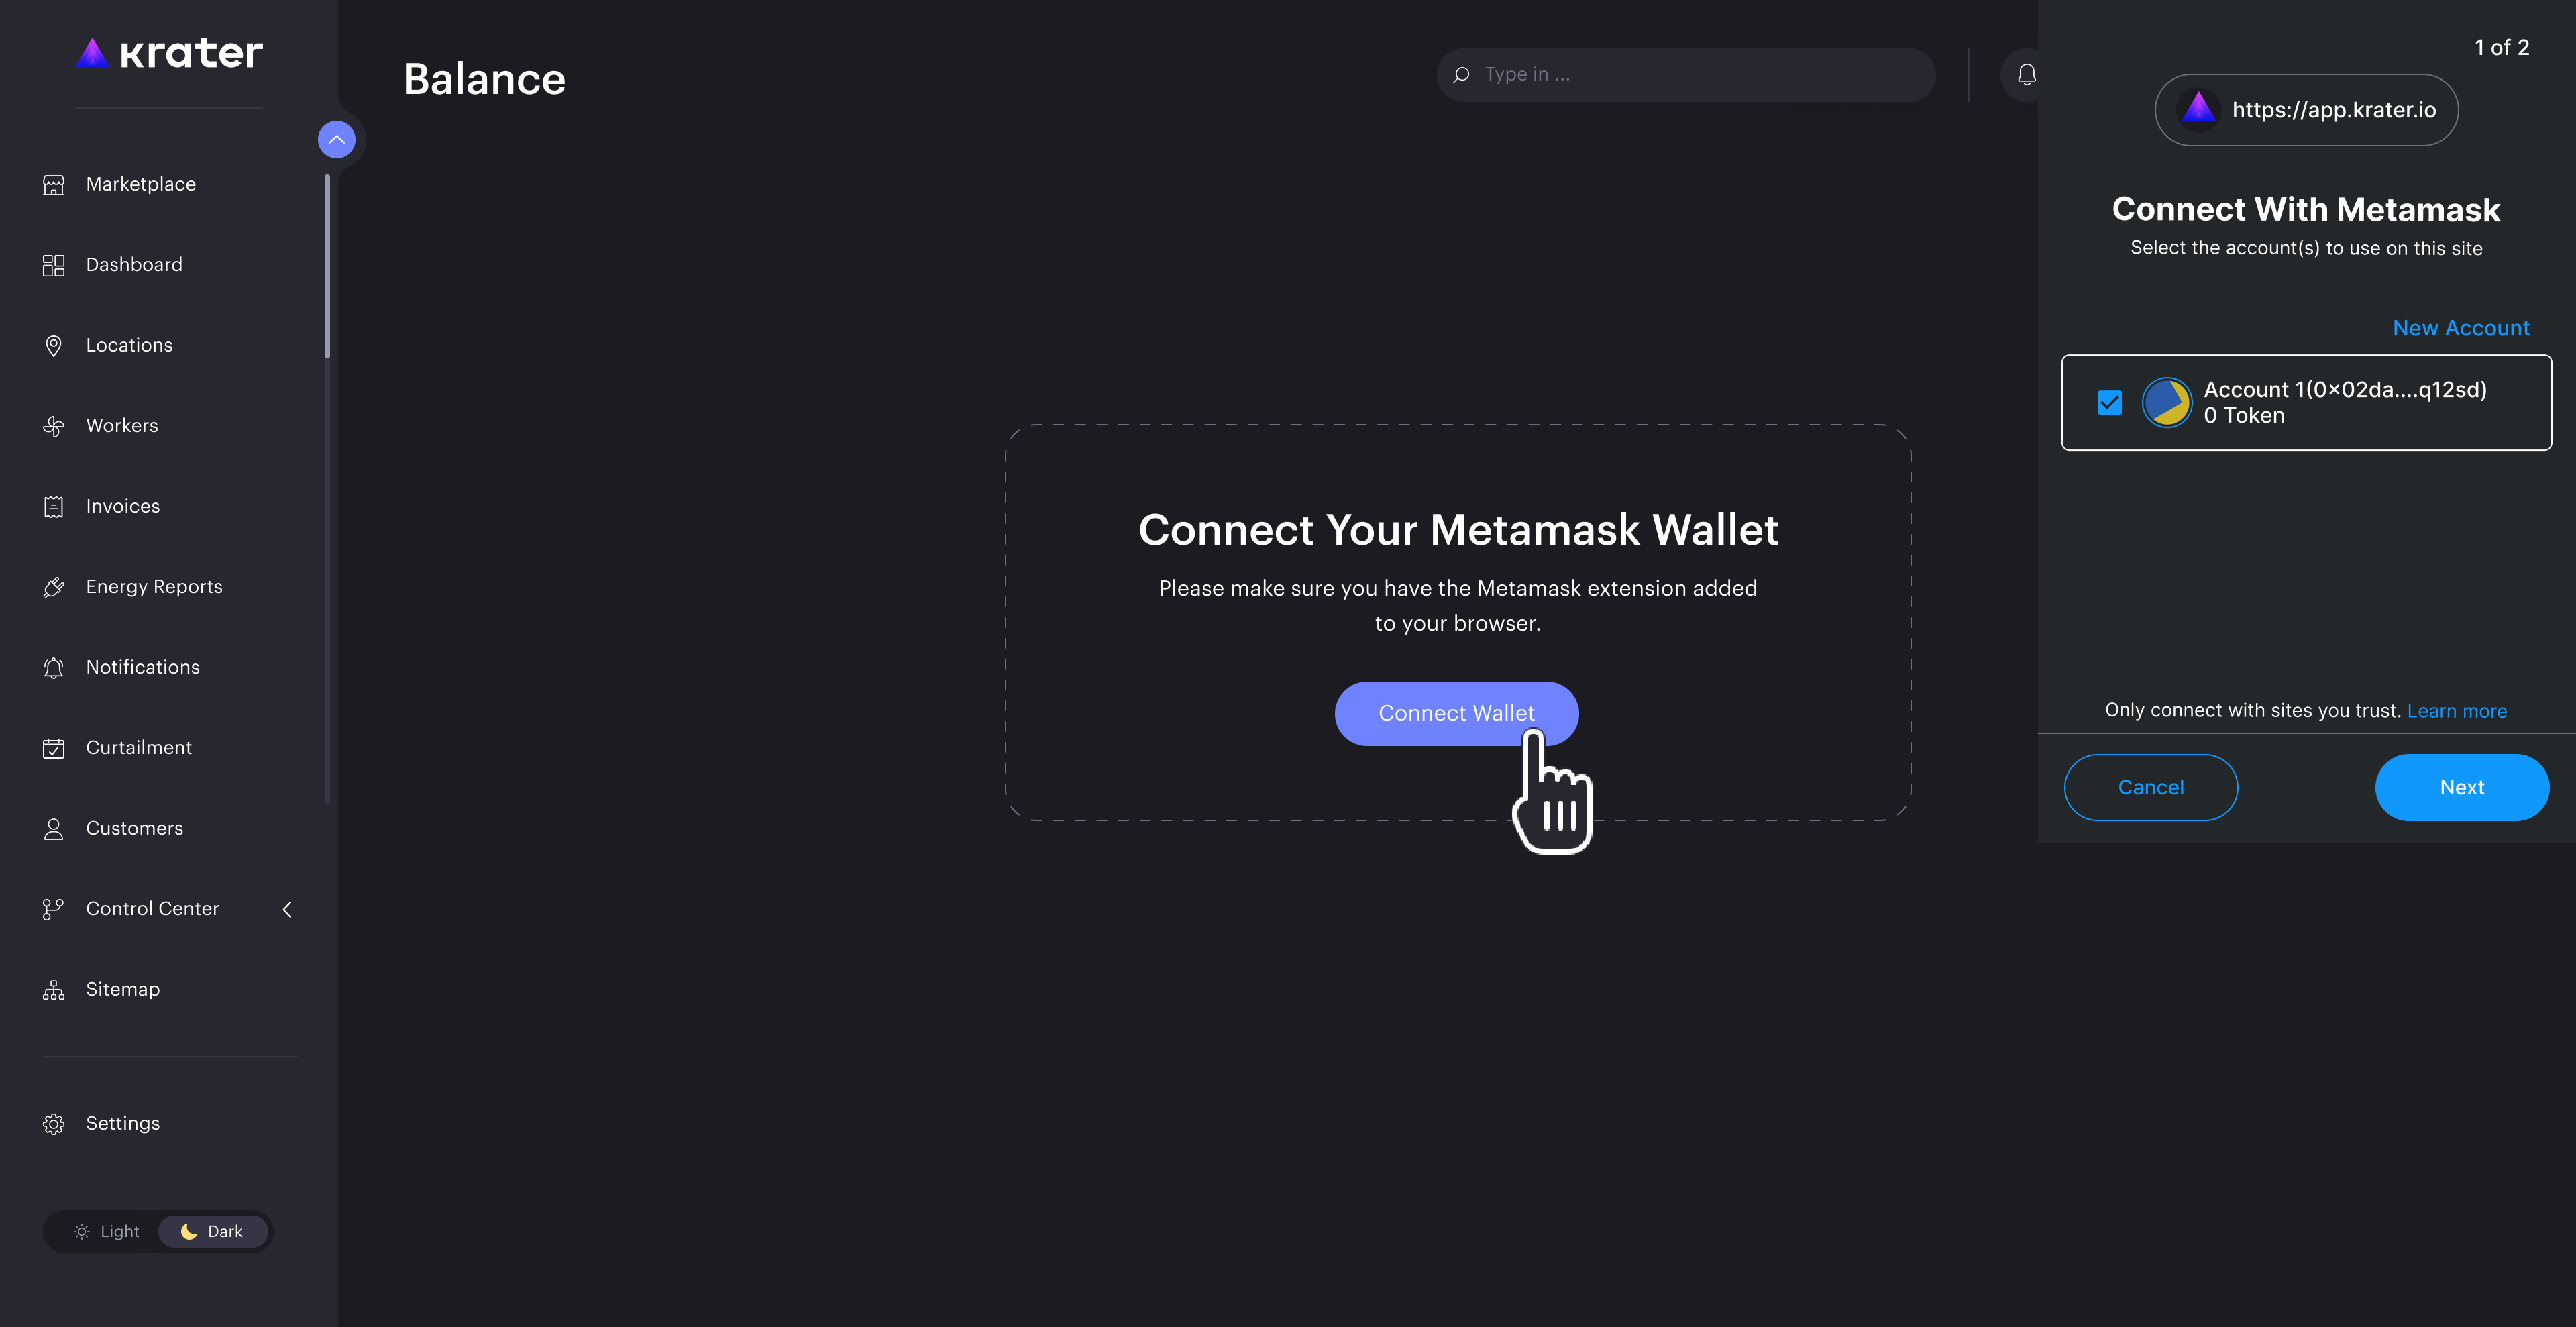 krater
Marketplace
Dashboard
Locations
Workers
Invoices
Energy Reports
Notifications
Curtailment
Customers
Control Center
Sitemap
Settings
Light
Dark
Balance
Type in ...
Connect Your Metamask Wallet
Please make sure you have the Metamask extension added
to your browser.
Connect Wallet
1 of 2
https://app.krater.io
Connect With Metamask
Select the account(s) to use on this site
New Account
Account 1(0×02da....q12sd)
0 Token
Only connect with sites you trust. Learn more
Cancel
Next